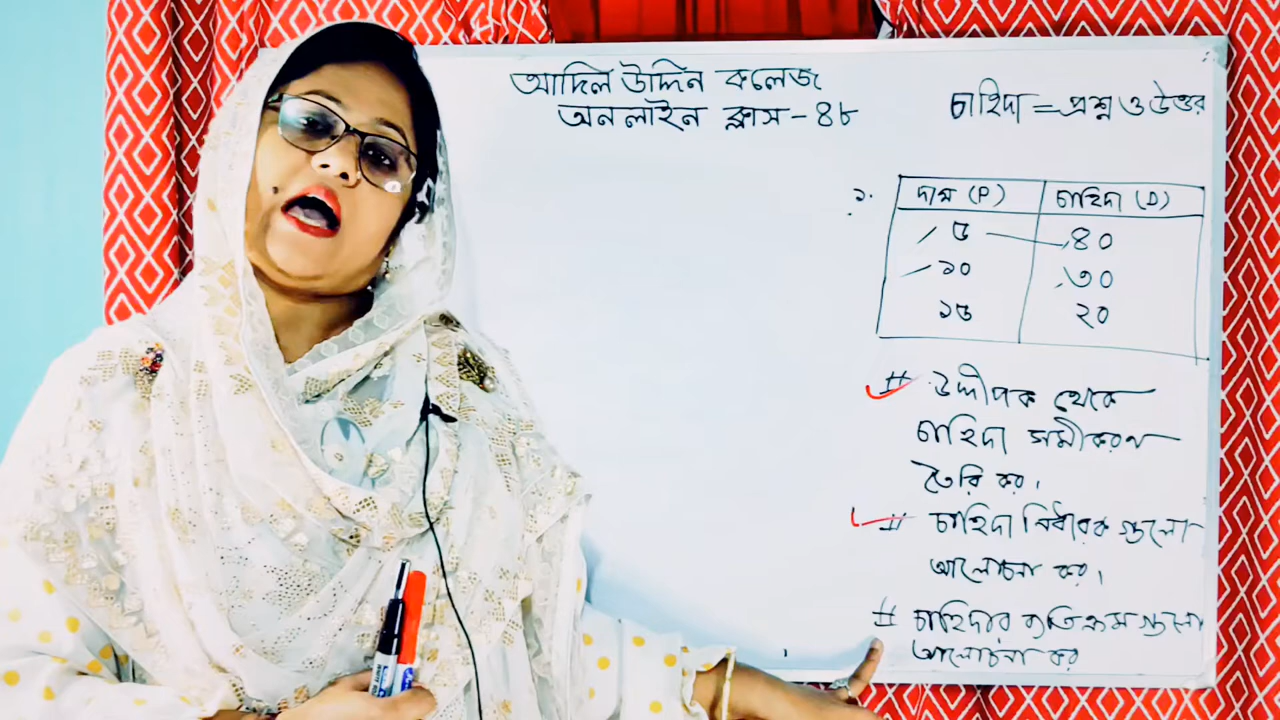 আদিল উদ্দিন কলেজ
অনলাইন ক্লাস - ৪৮
চাহিদা = প্রশ্ন ও উত্তর
১.
দাম (P) চাহিদা (D)
৫ ৪০
১০ ৩০
১৫ ২০
# উদ্দীপক থেকে
চাহিদা সমীকরণ
তৈরি কর।
# চাহিদা নির্ধারক গুলো
আলোচনা কর।
# চাহিদার ব্যতিক্রম গুলো
আলোচনা কর